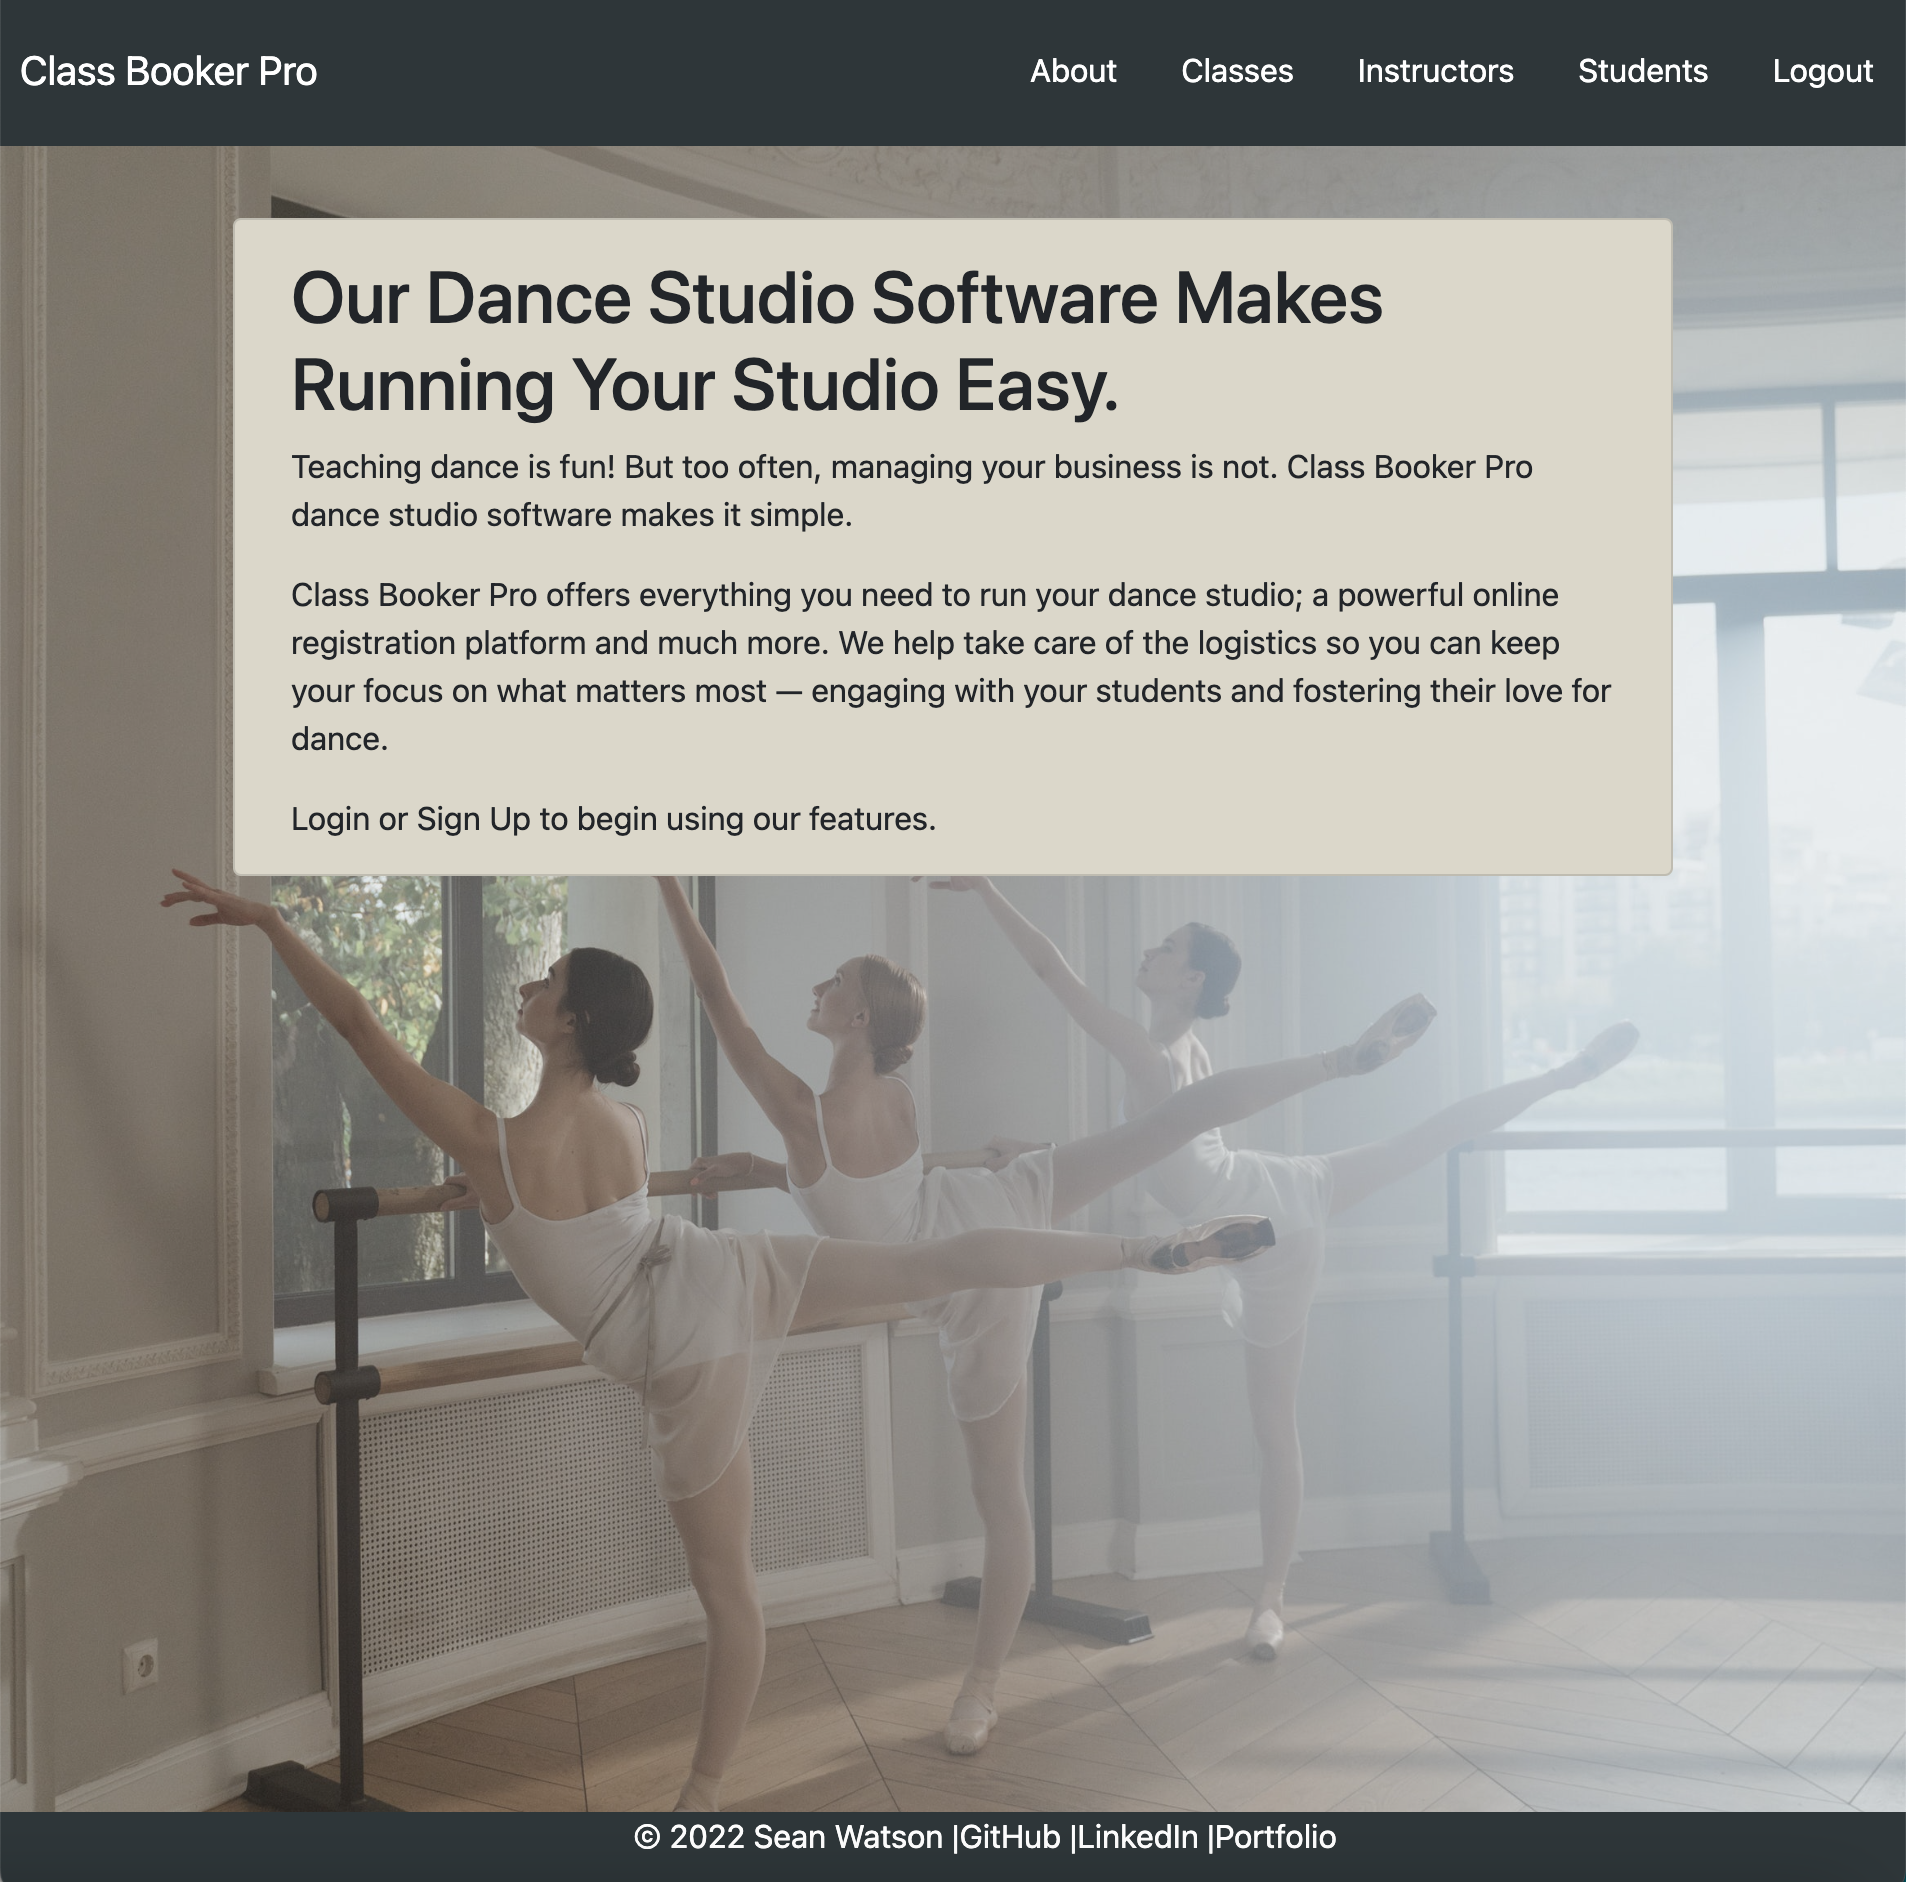 Class Booker Pro
About Classes Instructors Students Logout
Our Dance Studio Software Makes
Running Your Studio Easy.
Teaching dance is fun! But too often, managing your business is not. Class Booker Pro
dance studio software makes it simple.
Class Booker Pro offers everything you need to run your dance studio; a powerful online
registration platform and much more. We help take care of the logistics so you can keep
your focus on what matters most — engaging with your students and fostering their love for
dance.
Login or Sign Up to begin using our features.
© 2022 Sean Watson |GitHub |LinkedIn |Portfolio